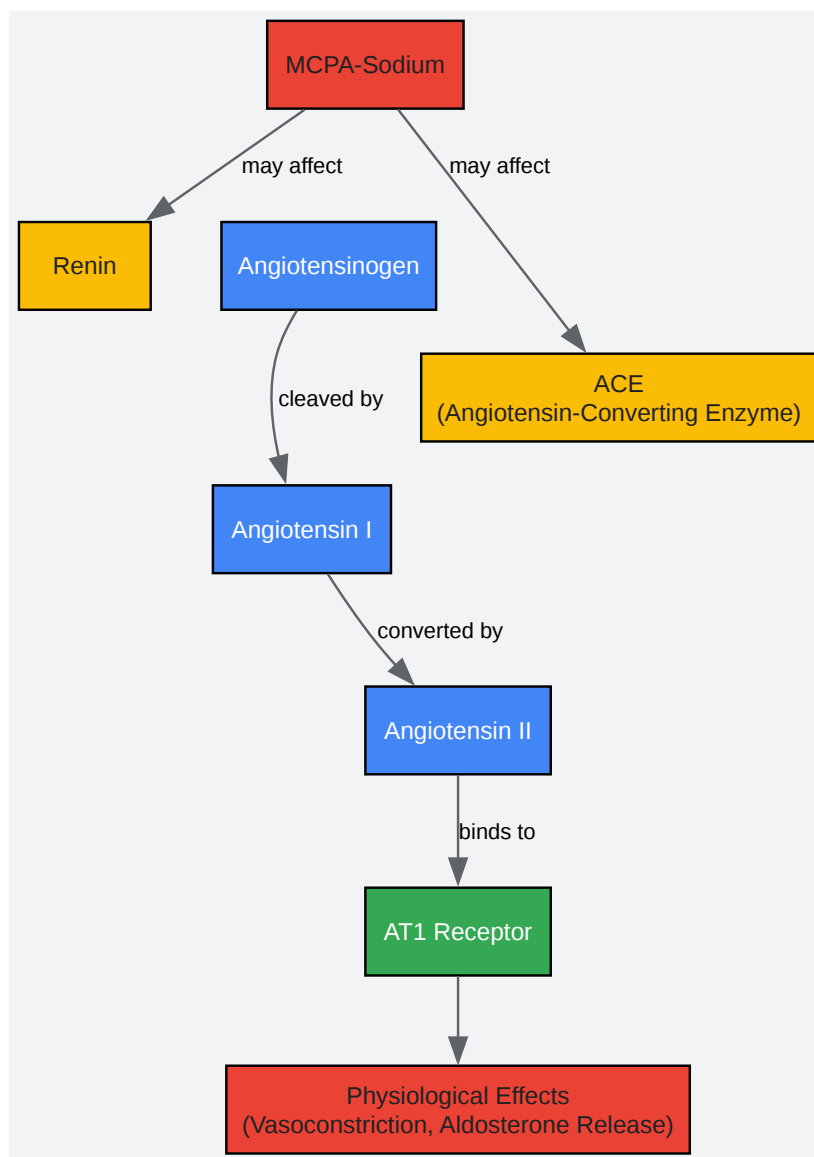 MCPA-Sodium
may affect
may affect
Renin
Angiotensinogen
ACE
(Angiotensin-Converting Enzyme)
cleaved by
Angiotensin I
converted by
Angiotensin II
binds to
AT1 Receptor
Physiological Effects
(Vasoconstriction, Aldosterone Release)